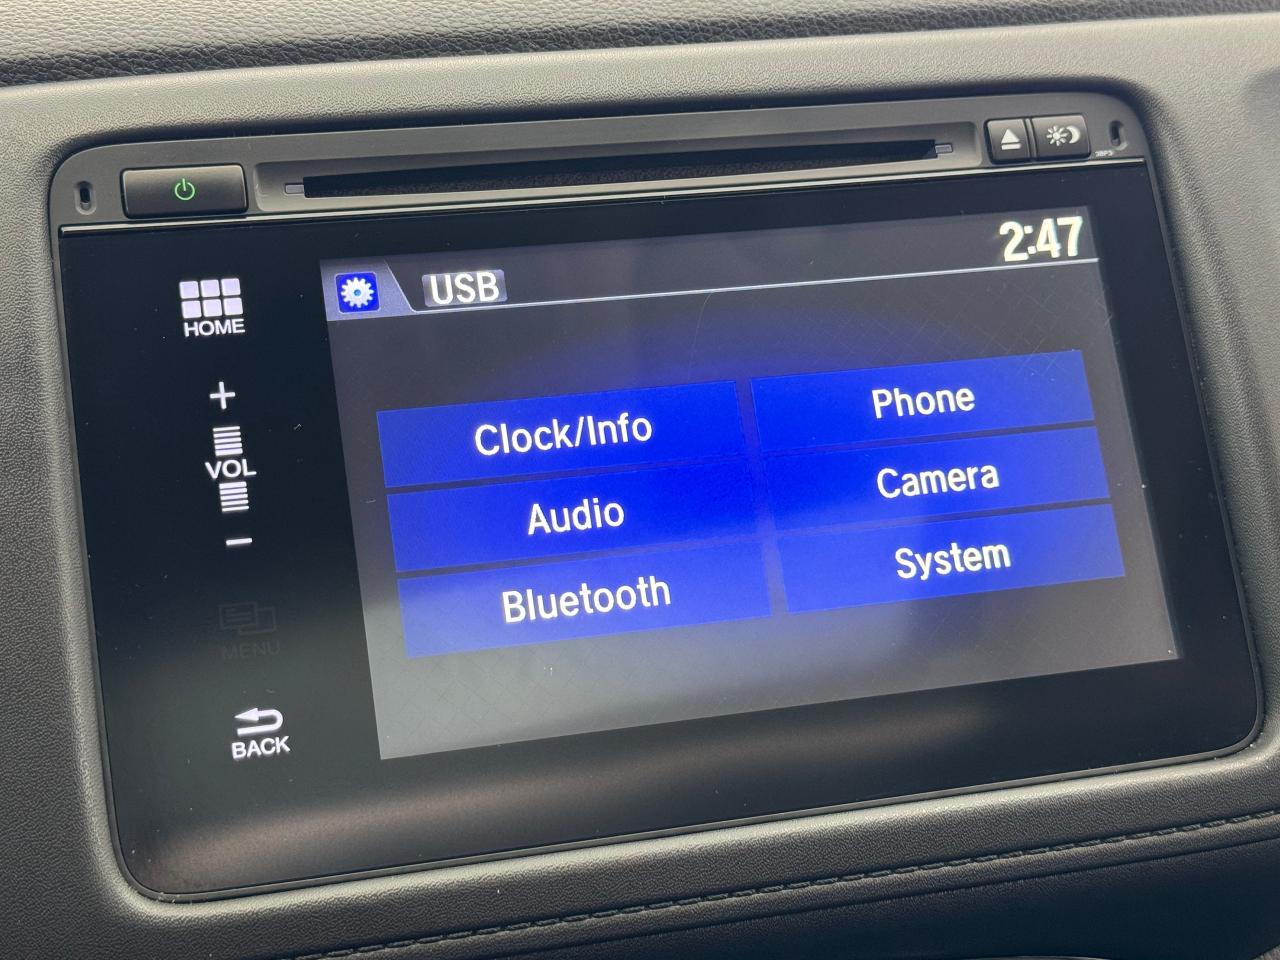 USB
2:47
HOME
+
VOL
-
MENU
BACK
Clock/Info
Phone
Audio
Camera
Bluetooth
System